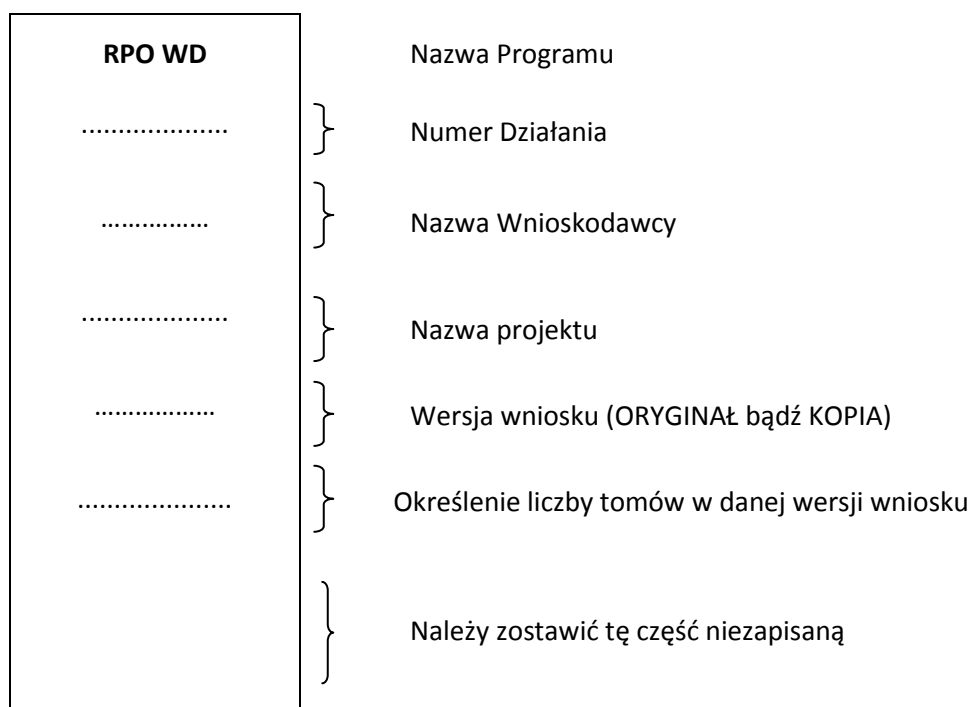 RPO WD Nazwa Programu
.................... Numer Działania
……….…… Nazwa Wnioskodawcy
.................... Nazwa projektu
……………… Wersja wniosku (ORYGINAŁ bądź KOPIA)
..................... Określenie liczby tomów w danej wersji wniosku
Należy zostawić tę część niezapisaną